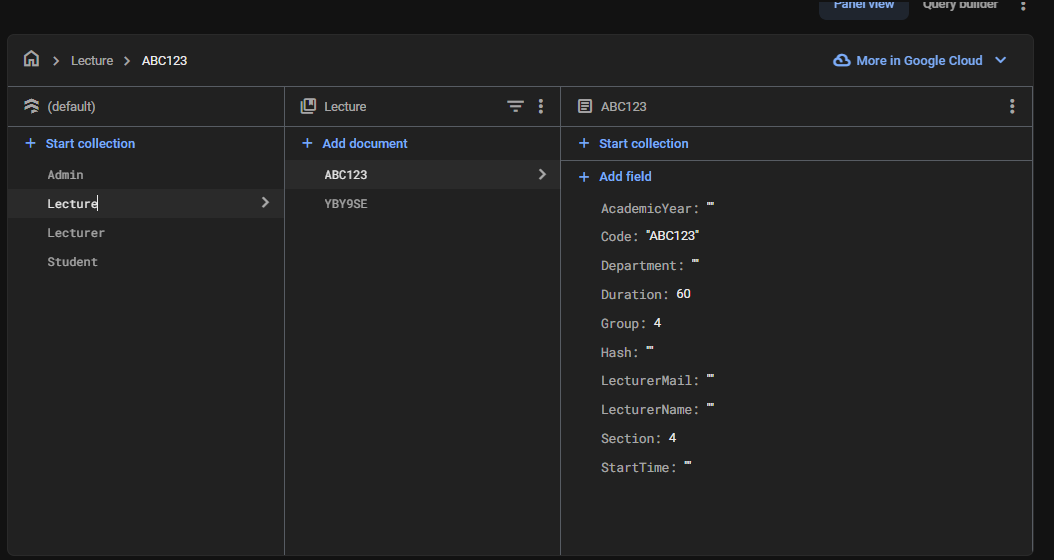 Panel view Query builder
Lecture ABC123
More in Google Cloud
(default)
Start collection
Admin
Lecture
Lecturer
Student
Lecture
Add document
ABC123
YBY9SE
ABC123
Start collection
Add field
AcademicYear: ""
Code: "ABC123"
Department: ""
Duration: 60
Group: 4
Hash: ""
LecturerMail: ""
LecturerName: ""
Section: 4
StartTime: ""